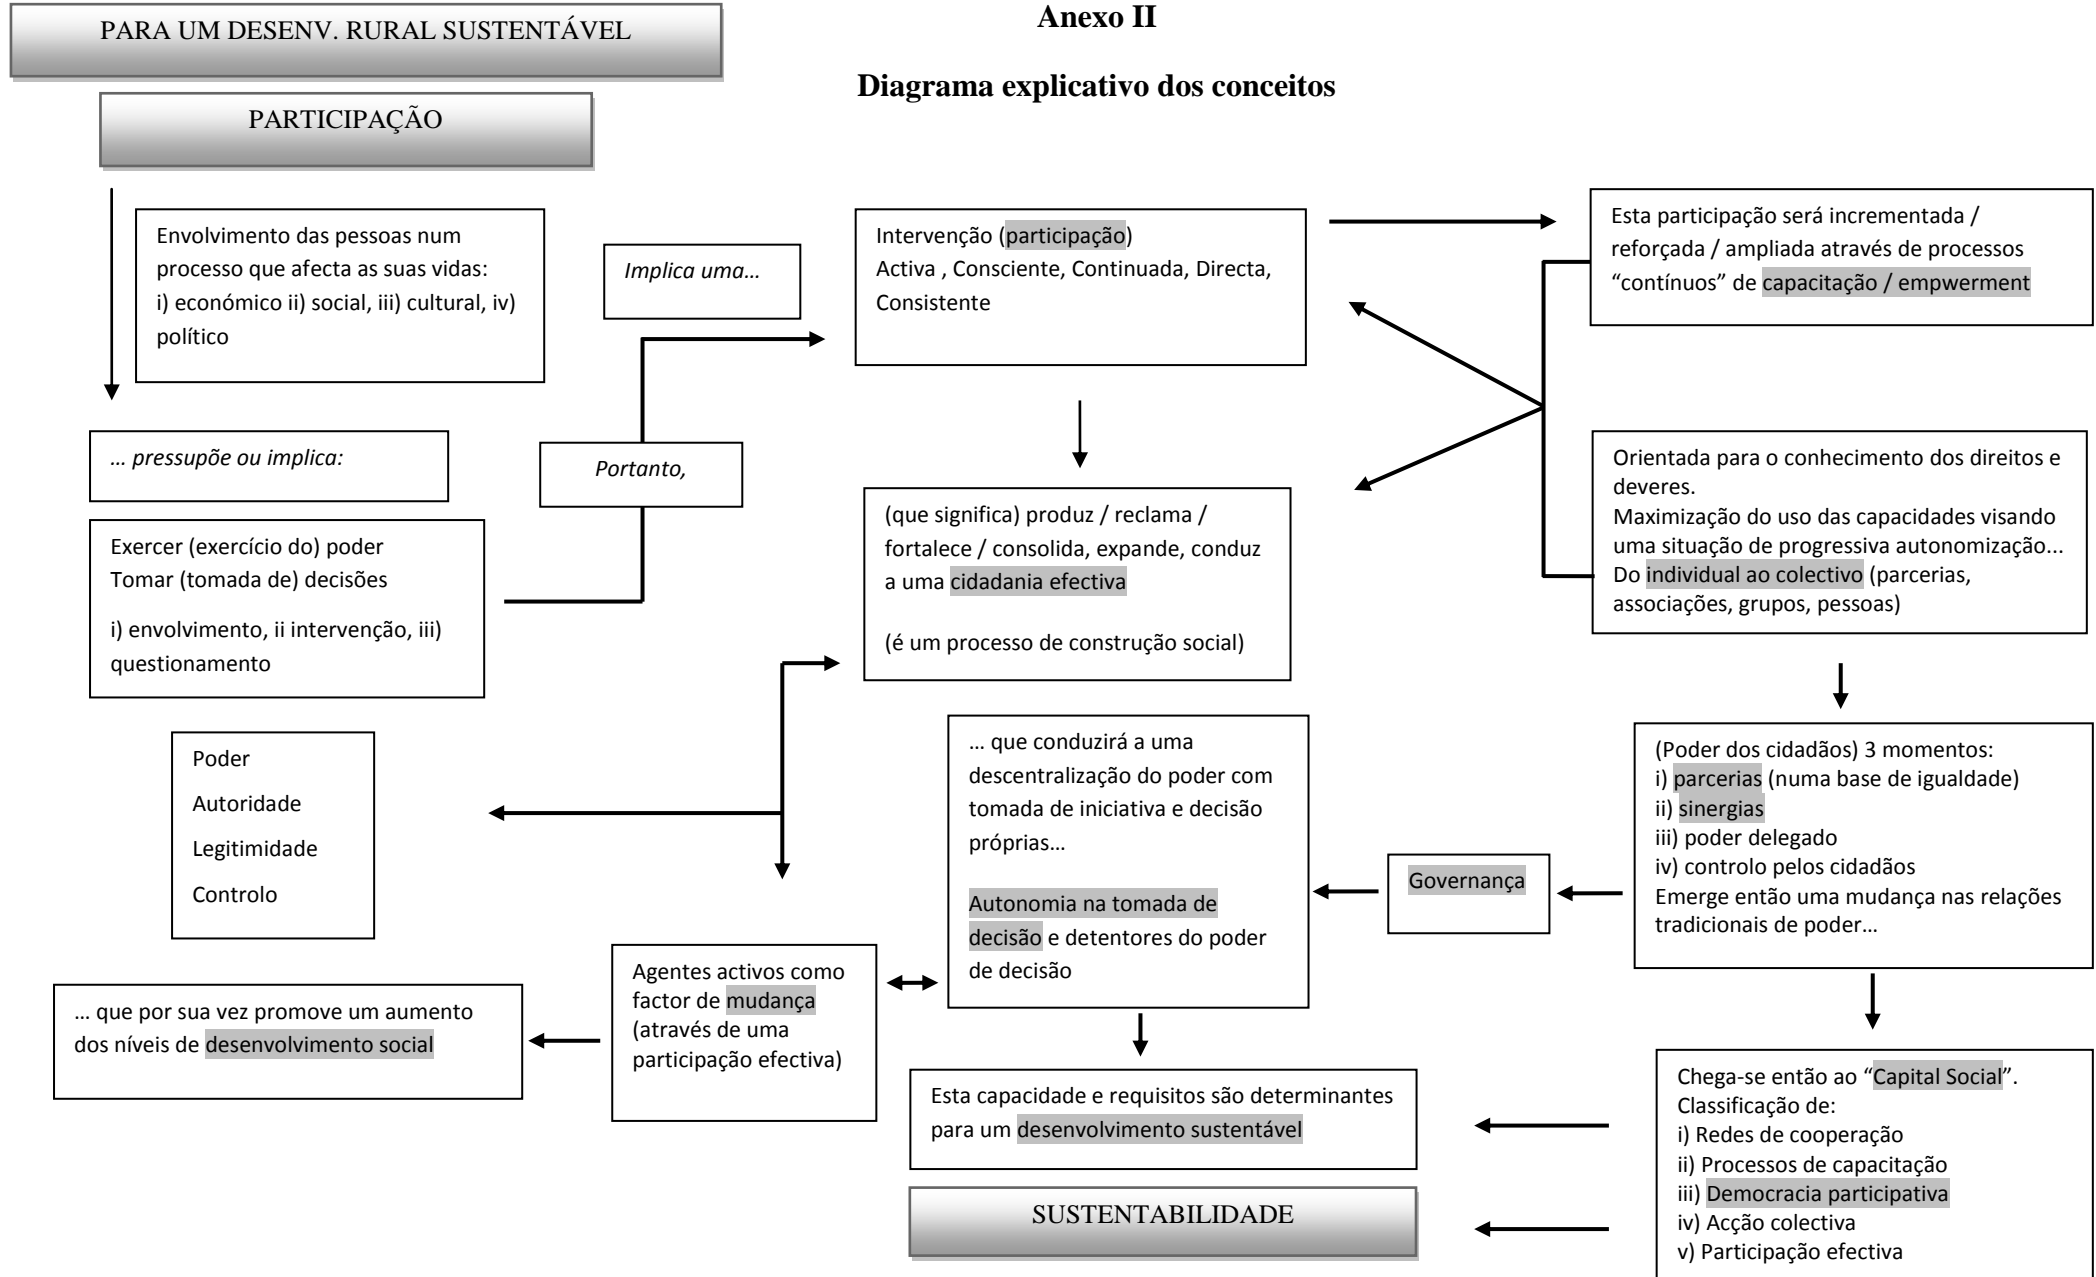 Anexo II
Diagrama explicativo dos conceitos
PARA UM DESENV. RURAL SUSTENTÁVEL
PARTICIPAÇÃO
Envolvimento das pessoas num
processo que afecta as suas vidas:
i) económico ii) social, iii) cultural, iv)
político
... pressupõe ou implica:
Exercer (exercício do) poder
Tomar (tomada de) decisões
i) envolvimento, ii intervenção, iii)
questionamento
Portanto,
Implica uma...
Intervenção (participação)
Activa , Consciente, Continuada, Directa,
Consistente
Esta participação será incrementada /
reforçada / ampliada através de processos
“contínuos” de capacitação / empwerment
(que significa) produz / reclama /
fortalece / consolida, expande, conduz
a uma cidadania efectiva
(é um processo de construção social)
Orientada para o conhecimento dos direitos e
deveres.
Maximização do uso das capacidades visando
uma situação de progressiva autonomização...
Do individual ao colectivo (parcerias,
associações, grupos, pessoas)
Poder
Autoridade
Legitimidade
Controlo
... que conduzirá a uma
descentralização do poder com
tomada de iniciativa e decisão
próprias...
Autonomia na tomada de
decisão e detentores do poder
de decisão
Governança
(Poder dos cidadãos) 3 momentos:
i) parcerias (numa base de igualdade)
ii) sinergias
iii) poder delegado
iv) controlo pelos cidadãos
Emerge então uma mudança nas relações
tradicionais de poder...
Agentes activos como
factor de mudança
(através de uma
participação efectiva)
... que por sua vez promove um aumento
dos níveis de desenvolvimento social
Esta capacidade e requisitos são determinantes
para um desenvolvimento sustentável
Chega-se então ao “Capital Social”.
Classificação de:
i) Redes de cooperação
ii) Processos de capacitação
iii) Democracia participativa
iv) Acção colectiva
v) Participação efectiva
SUSTENTABILIDADE